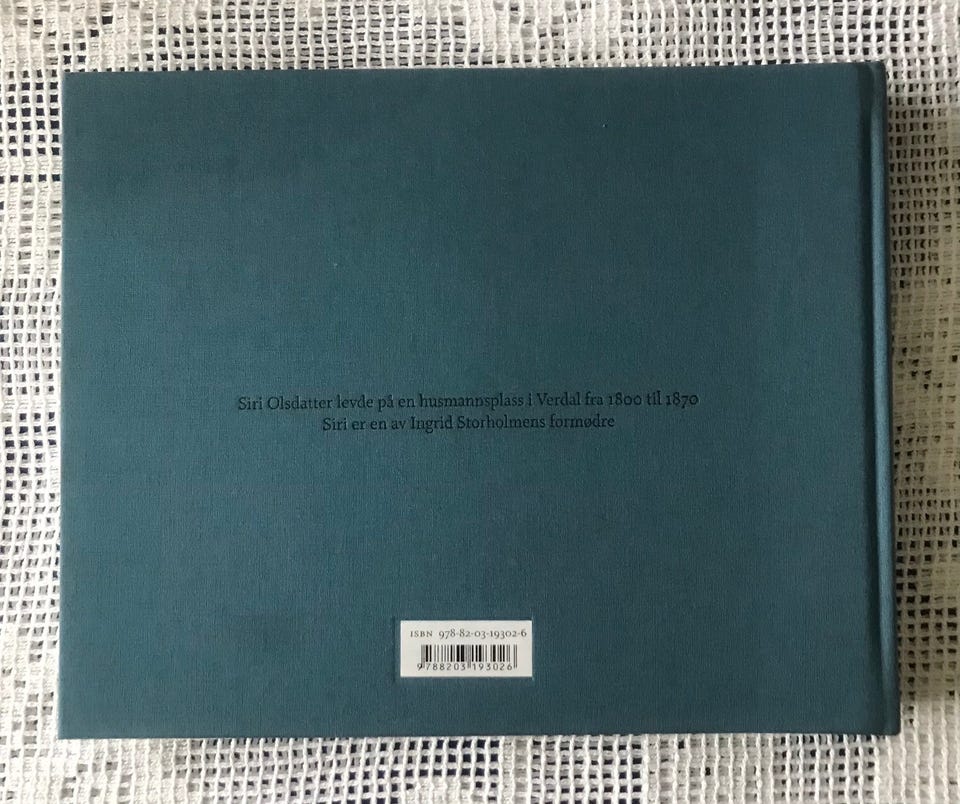 Siri Olsdatter levde på en husmannsplass i Verdal fra 1800 til 1870
Siri er en av Ingrid Storholmens formødre
ISBN 978-82-03-19302-6
9788203193026